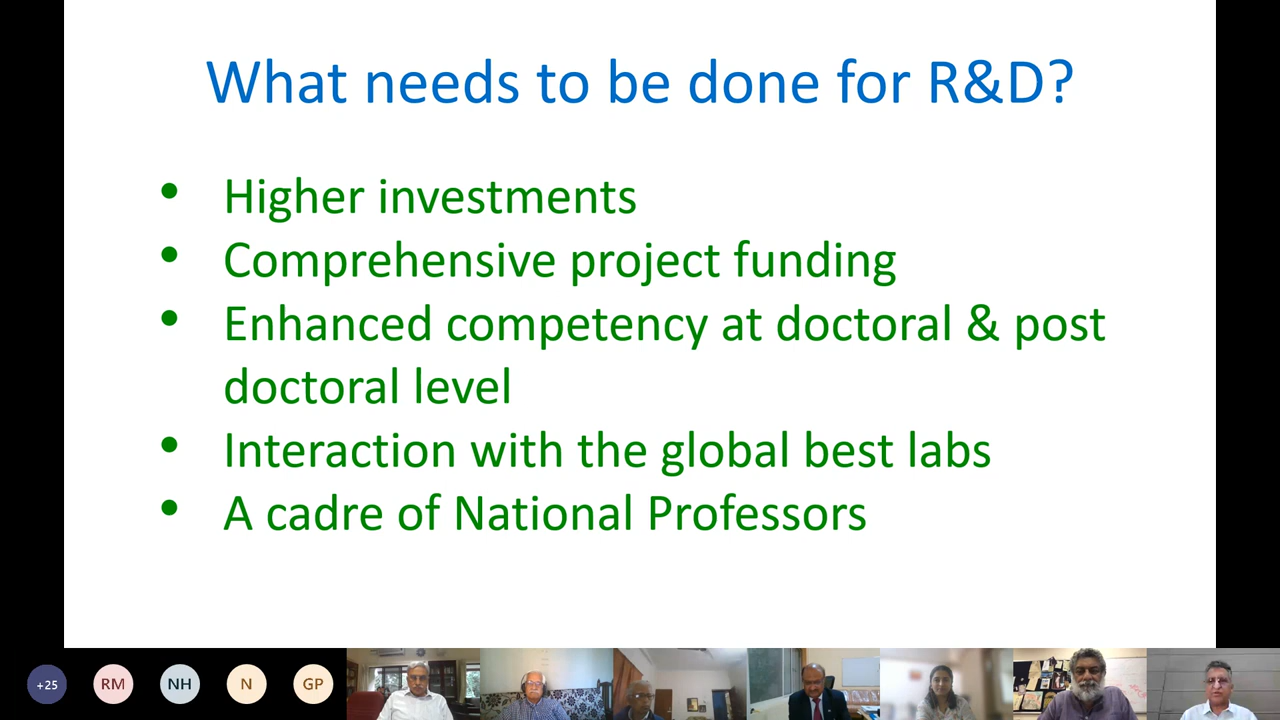 What needs to be done for R&D?
• Higher investments
• Comprehensive project funding
• Enhanced competency at doctoral & post
doctoral level
• Interaction with the global best labs
• A cadre of National Professors
+25 RM NH N GP